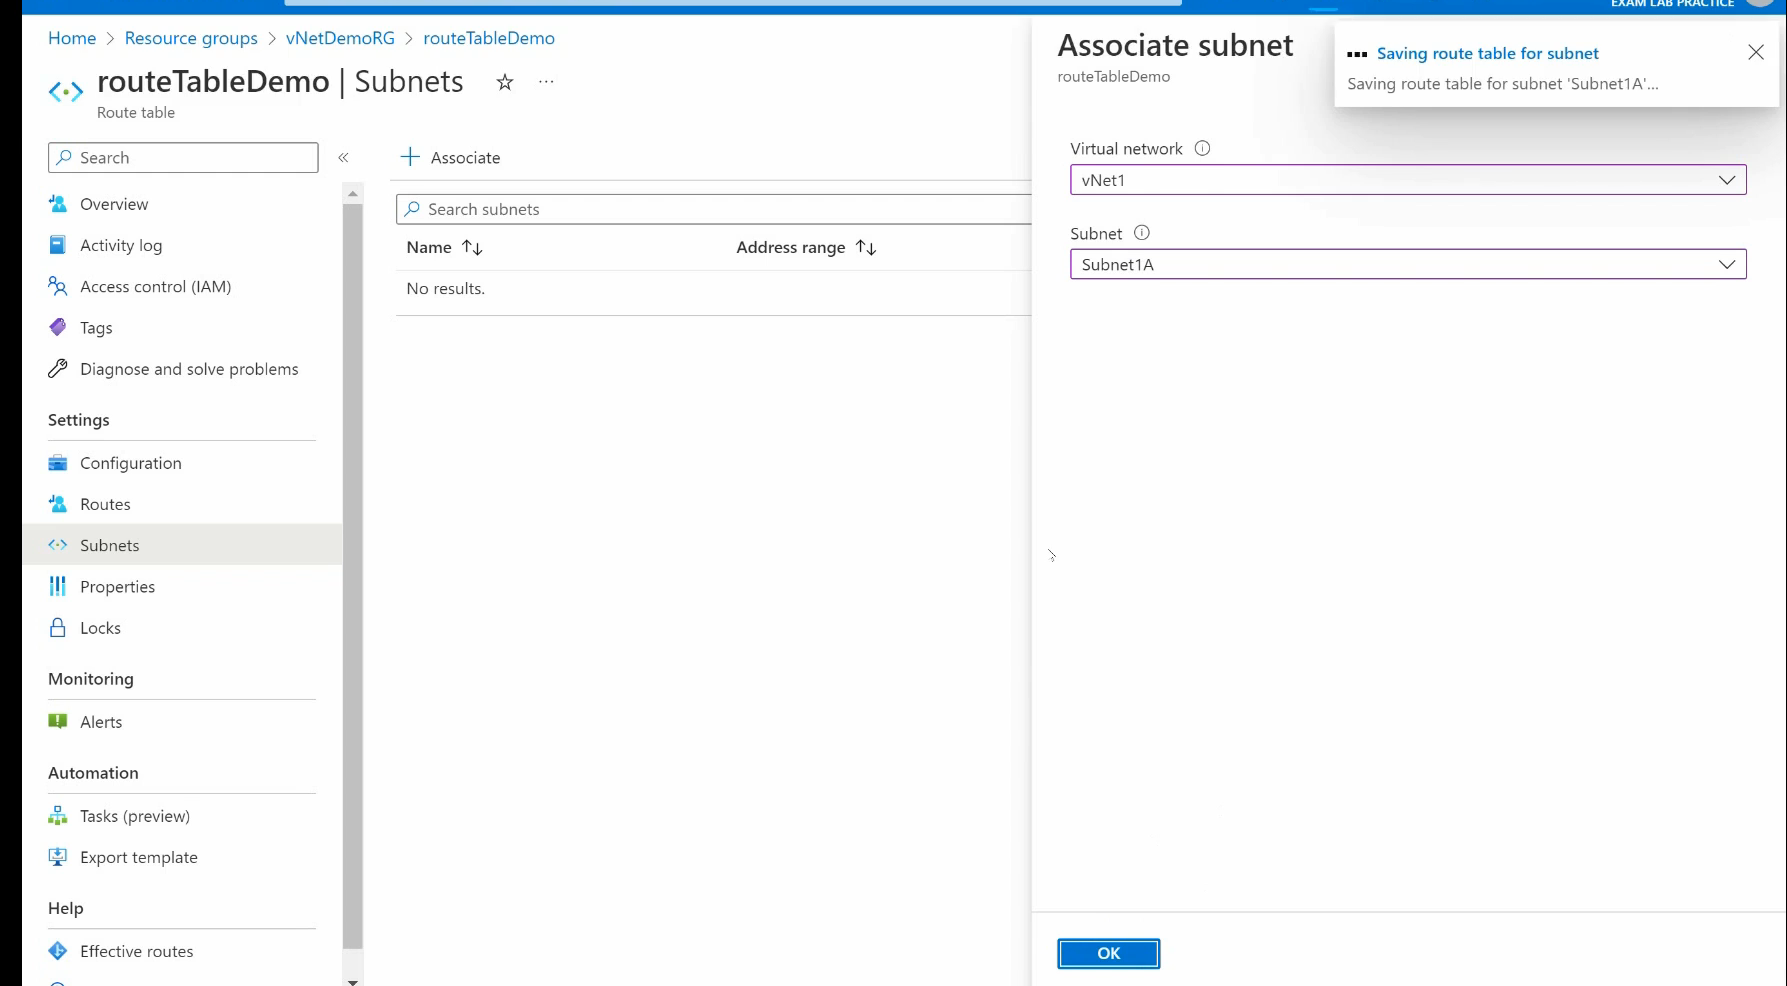 EXAM LAB PRACTICE
Home > Resource groups > vNetDemoRG > routeTableDemo
routeTableDemo | Subnets
Route table
Search
Overview
Activity log
Access control (IAM)
Tags
Diagnose and solve problems
Settings
Configuration
Routes
Subnets
Properties
Locks
Monitoring
Alerts
Automation
Tasks (preview)
Export template
Help
Effective routes
Associate
Search subnets
Name Address range
No results.
Associate subnet
routeTableDemo
Saving route table for subnet
Saving route table for subnet 'Subnet1A'...
Virtual network
vNet1
Subnet
Subnet1A
OK